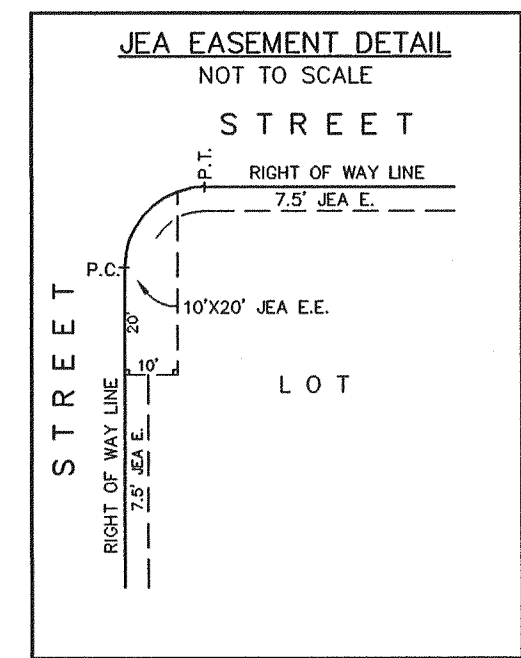 JEA EASEMENT DETAIL
NOT TO SCALE
STREET
P.T.
RIGHT OF WAY LINE
7.5' JEA E.
P.C.
10'X20' JEA E.E.
STREET
20'
10'
LOT
RIGHT OF WAY LINE
7.5' JEA E.